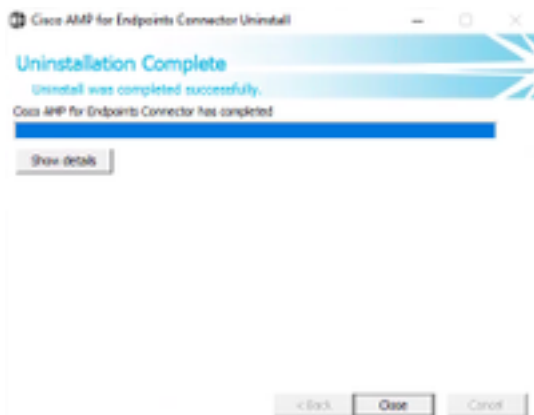 Cisco AMP for Endpoints Connector Uninstall
Uninstallation Complete
Uninstall was completed successfully.
Cisco AMP for Endpoints Connector has completed
Show details
< Back Close Cancel